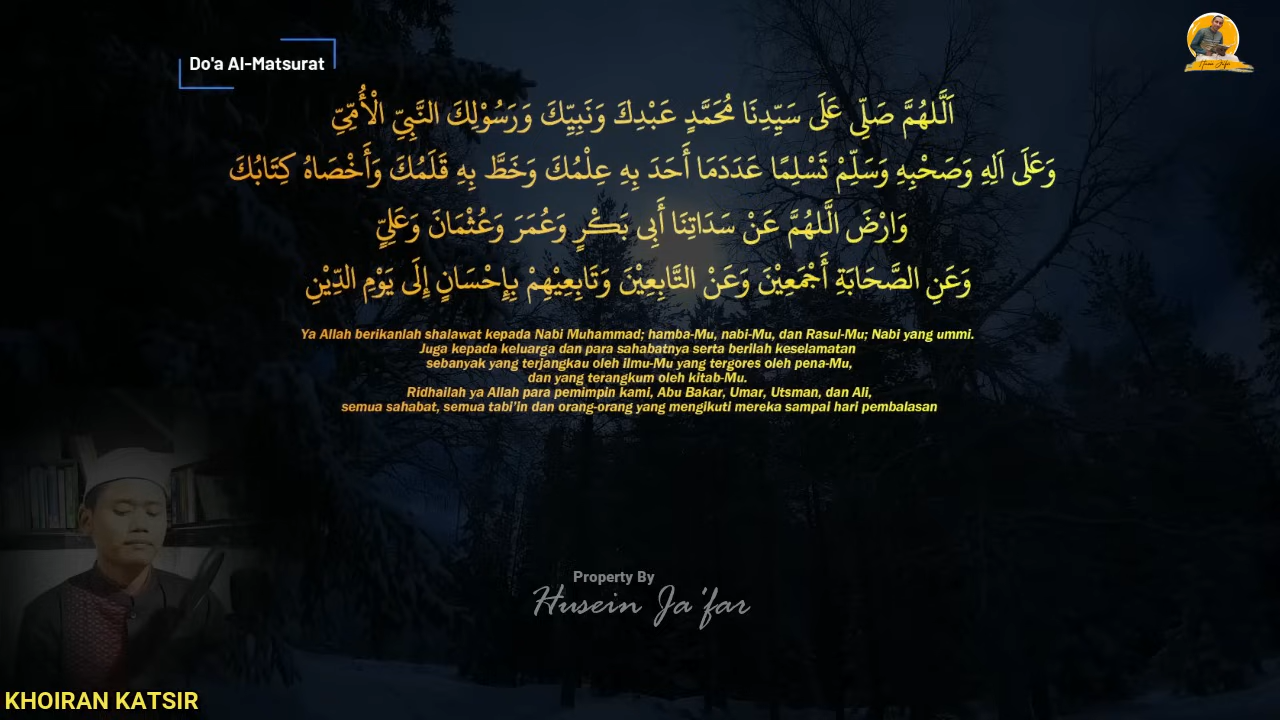 Do'a Al-Matsurat
اَلَّلهُمَّ صَلِّى عَلَى سَيِّدِنَا مُحَمَّدٍ عَبْدِكَ وَنَبِيِّكَ وَرَسُوْلِكَ النَّبِيِّ الْأُمِّيِّ
وَعَلَى اَلِهِ وَصَحْبِهِ وَسَلِّمْ تَسْلِمًا عَدَدَمَا أَحَدَ بِهِ عِلْمُكَ وَخَطَّ بِهِ قَلَمُكَ وَأَحْصَاهُ كِتَابُكَ
وَارْضَ الَّلهُمَّ عَنْ سَدَاتِنَا أَبِى بَكْرٍ وَعُمَرَ وَعُثْمَانَ وَعَلِيٍّ
وَعَنِ الصَّحَابَةِ أَجْمَعِيْنَ وَعَنْ التَّابِعِيْنَ وَتَابِعِيْهِمْ بِإِحْسَانٍ إِلَى يَوْمِ الدِّيْنِ
Ya Allah berikanlah shalawat kepada Nabi Muhammad; hamba-Mu, nabi-Mu, dan Rasul-Mu; Nabi yang ummi.
Juga kepada keluarga dan para sahabatnya serta berilah keselamatan
sebanyak yang terjangkau oleh ilmu-Mu yang tergores oleh pena-Mu,
dan yang terangkum oleh kitab-Mu.
Ridhailah ya Allah para pemimpin kami, Abu Bakar, Umar, Utsman, dan Ali,
semua sahabat, semua tabi'in dan orang-orang yang mengikuti mereka sampai hari pembalasan
Property By
Husein Ja'far
KHOIRAN KATSIR